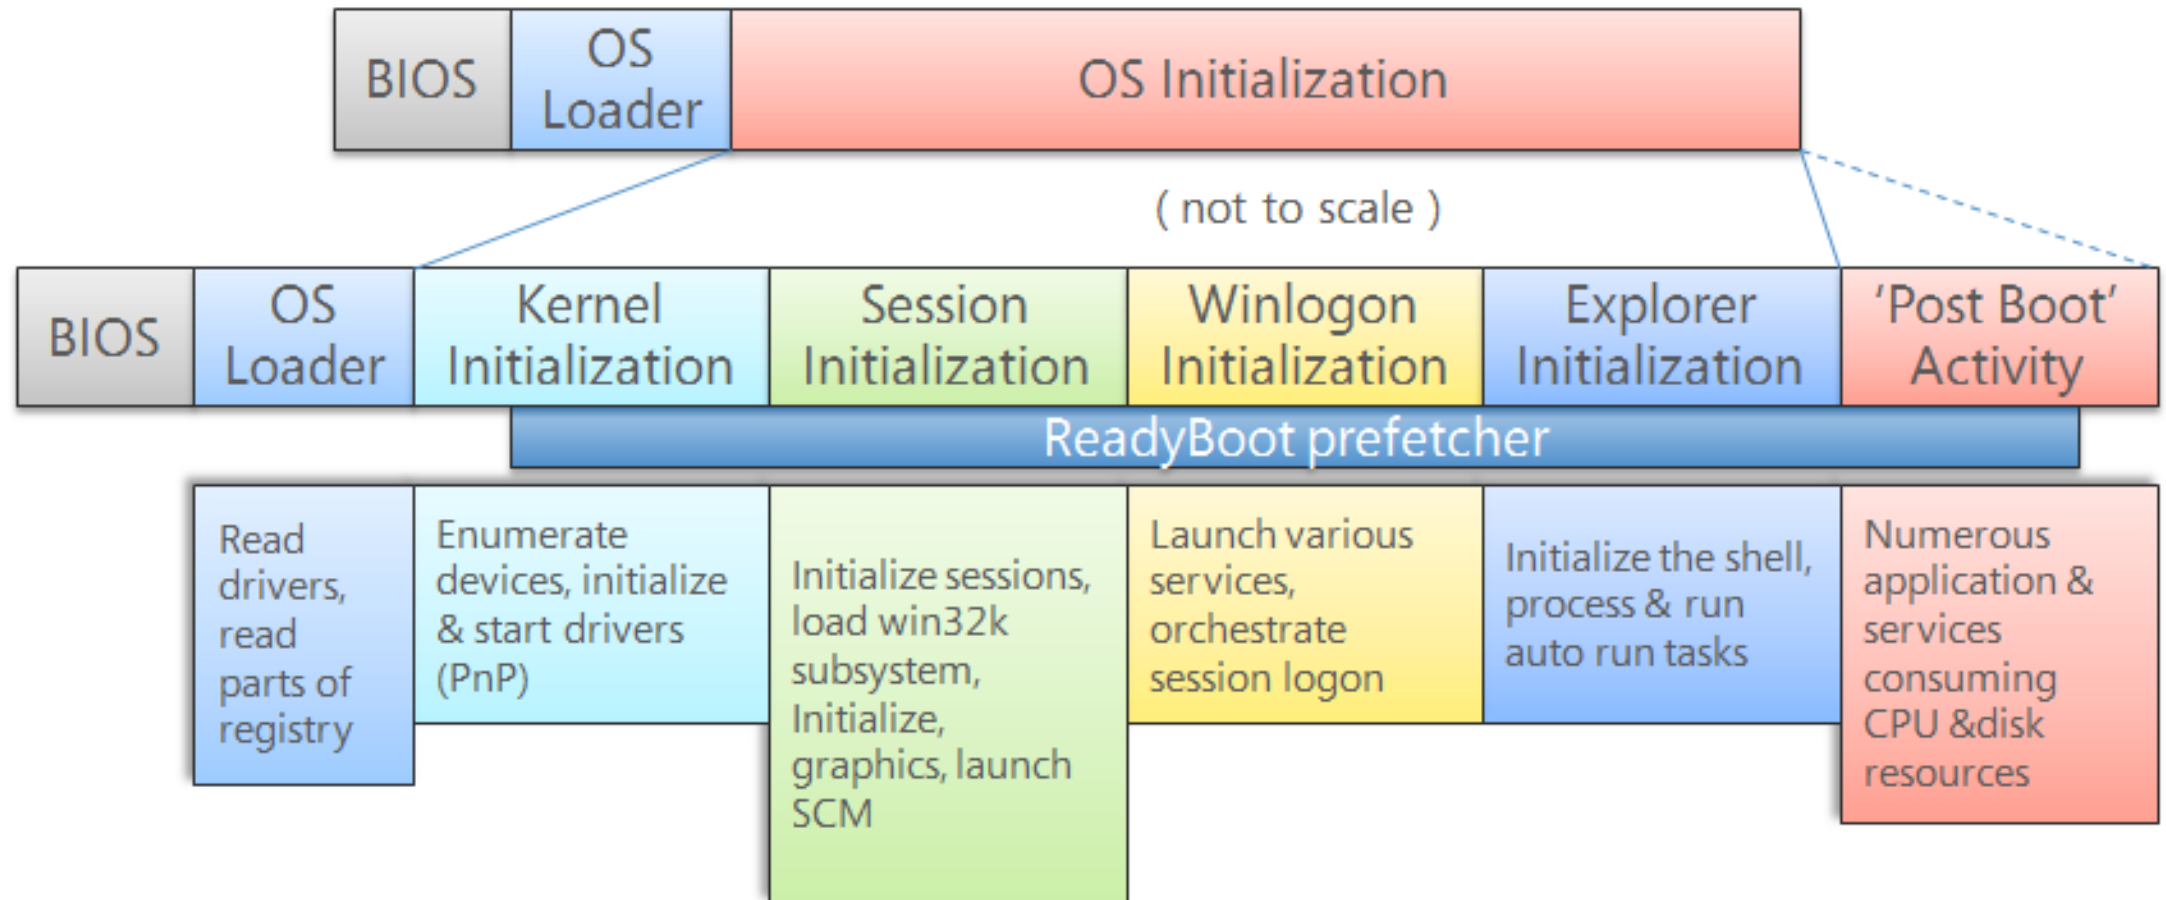 BIOS
OS
Loader
OS Initialization
( not to scale )
BIOS
OS
Loader
Kernel
Initialization
Session
Initialization
Winlogon
Initialization
Explorer
Initialization
‘Post Boot’
Activity
ReadyBoot prefetcher
Read
drivers,
read
parts of
registry
Enumerate
devices, initialize
& start drivers
(PnP)
Initialize sessions,
load win32k
subsystem,
Initialize,
graphics, launch
SCM
Launch various
services,
orchestrate
session logon
Initialize the shell,
process & run
auto run tasks
Numerous
application &
services
consuming
CPU &disk
resources